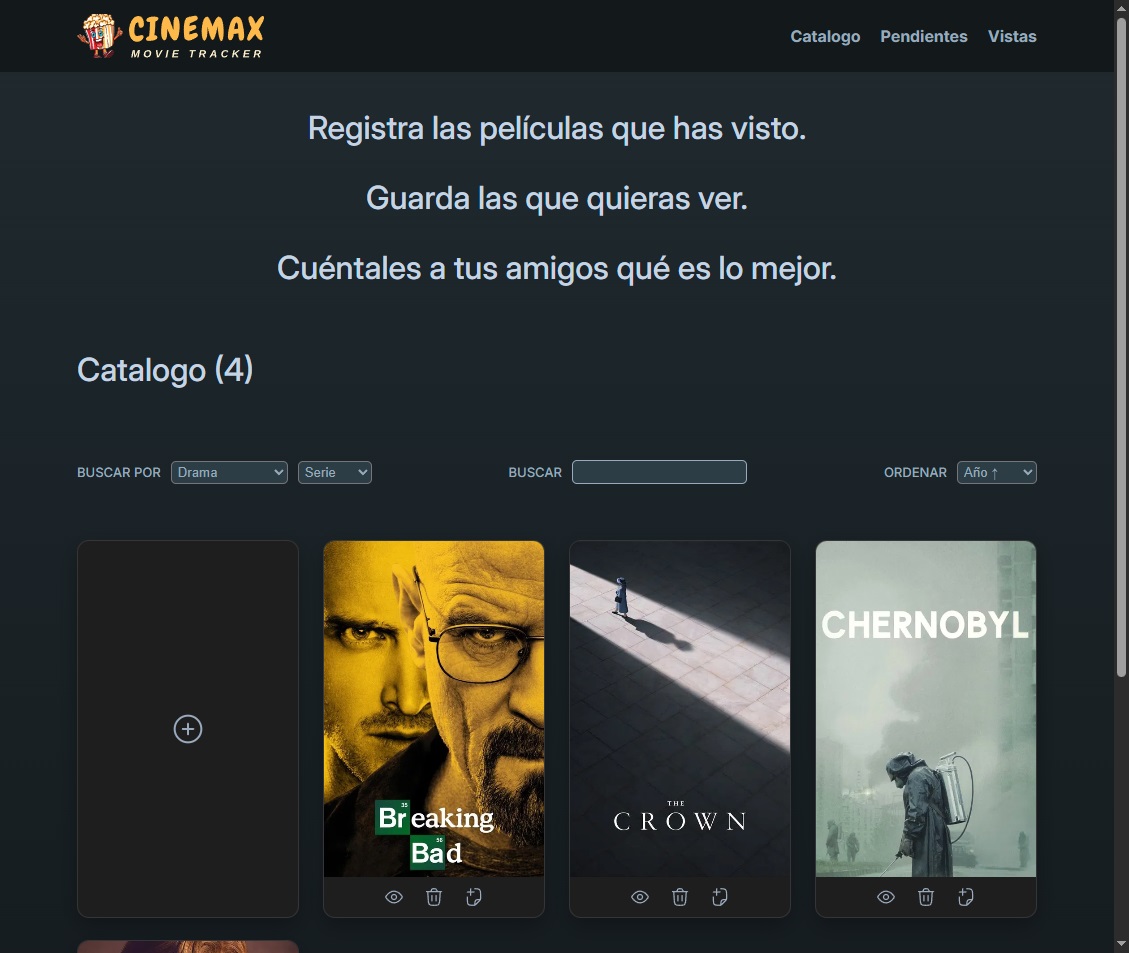 CINEMAX
MOVIE TRACKER
Catalogo Pendientes Vistas
Registra las películas que has visto.
Guarda las que quieras ver.
Cuéntales a tus amigos qué es lo mejor.
Catalogo (4)
BUSCAR POR Drama Serie BUSCAR ORDENAR Año ↑
35
Breaking
56
Bad
THE
CROWN
CHERNOBYL